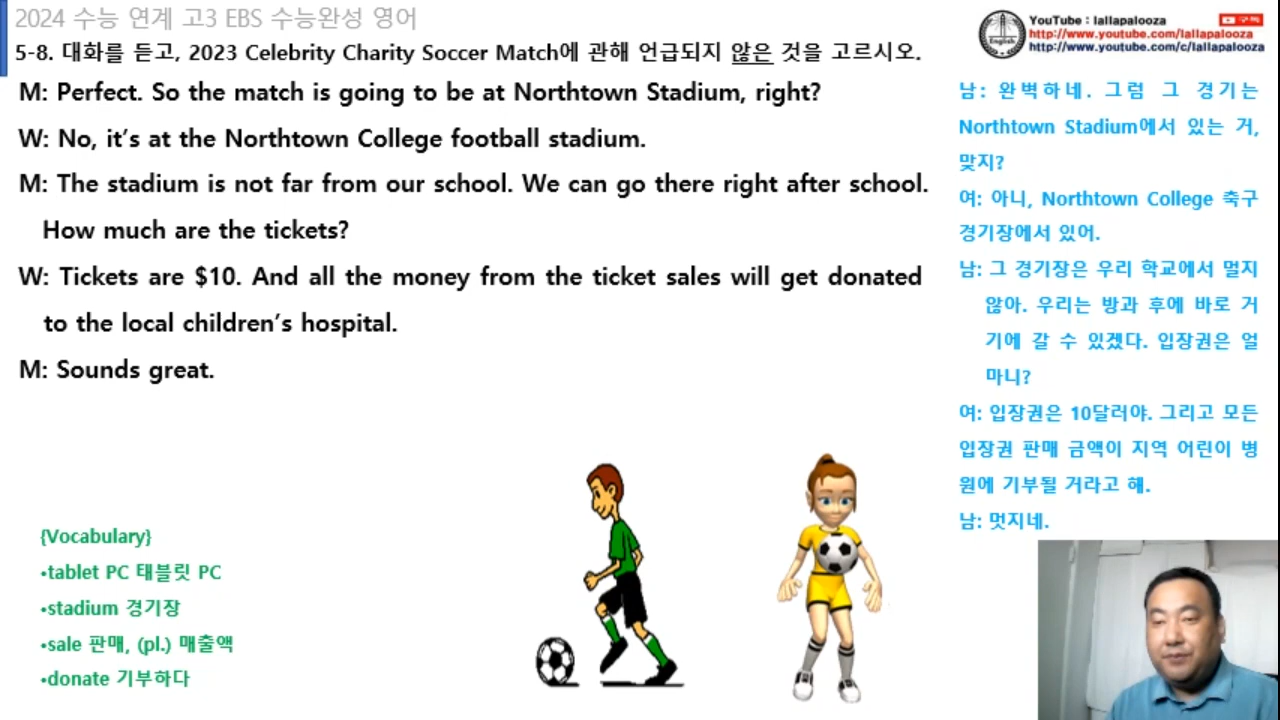 2024 수능 연계 고3 EBS 수능완성 영어
5-8. 대화를 듣고, 2023 Celebrity Charity Soccer Match에 관해 언급되지 않은 것을 고르시오.
YouTube : lallapalooza
구독
http://www.youtube.com/lallapalooza
http://www.youtube.com/c/lallapalooza
English
M: Perfect. So the match is going to be at Northtown Stadium, right?
W: No, it’s at the Northtown College football stadium.
M: The stadium is not far from our school. We can go there right after school.
How much are the tickets?
W: Tickets are $10. And all the money from the ticket sales will get donated
to the local children’s hospital.
M: Sounds great.
남: 완벽하네. 그럼 그 경기는
Northtown Stadium에서 있는 거,
맞지?
여: 아니, Northtown College 축구
경기장에서 있어.
남: 그 경기장은 우리 학교에서 멀지
않아. 우리는 방과 후에 바로 거
기에 갈 수 있겠다. 입장권은 얼
마니?
여: 입장권은 10달러야. 그리고 모든
입장권 판매 금액이 지역 어린이 병
원에 기부될 거라고 해.
남: 멋지네.
{Vocabulary}
•tablet PC 태블릿 PC
•stadium 경기장
•sale 판매, (pl.) 매출액
•donate 기부하다